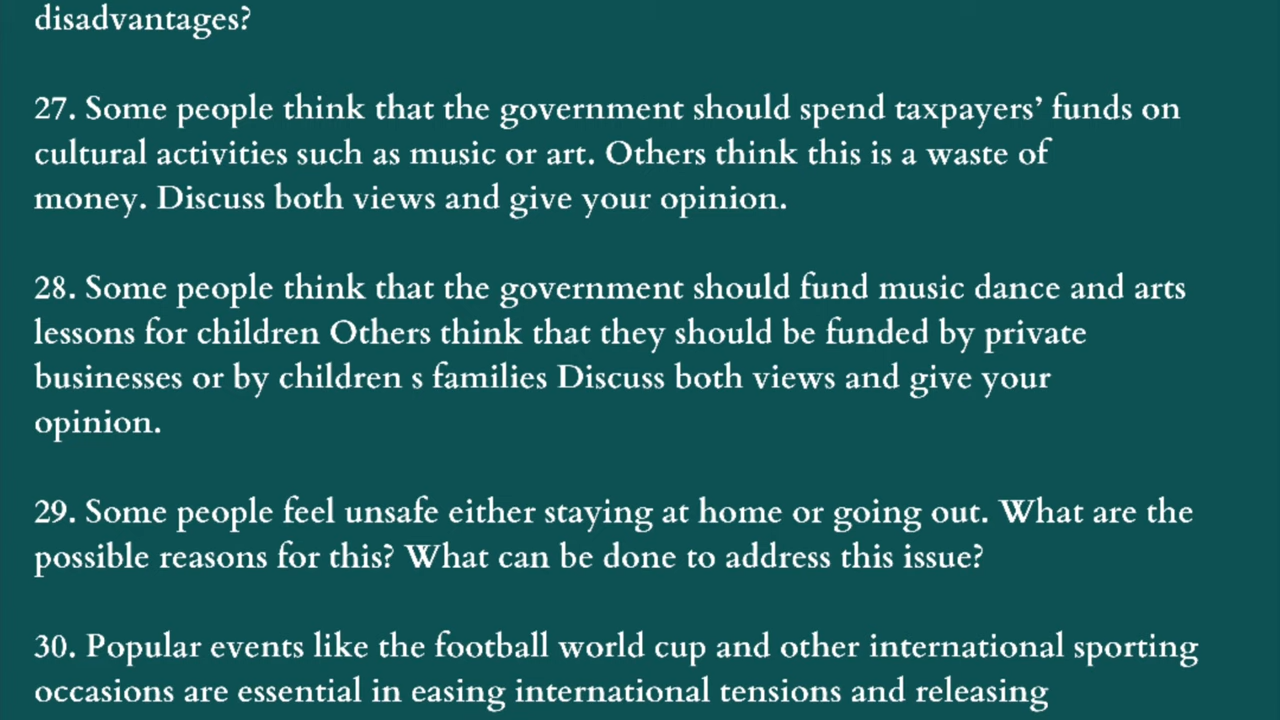 disadvantages?
27. Some people think that the government should spend taxpayers’ funds on
cultural activities such as music or art. Others think this is a waste of
money. Discuss both views and give your opinion.
28. Some people think that the government should fund music dance and arts
lessons for children Others think that they should be funded by private
businesses or by children s families Discuss both views and give your
opinion.
29. Some people feel unsafe either staying at home or going out. What are the
possible reasons for this? What can be done to address this issue?
30. Popular events like the football world cup and other international sporting
occasions are essential in easing international tensions and releasing